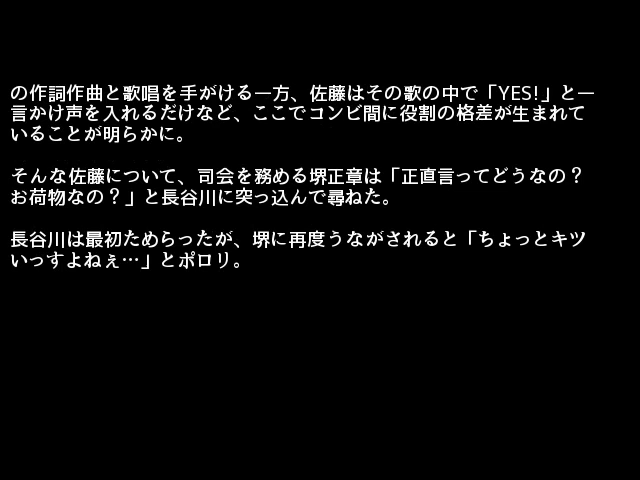 の作詞作曲と歌唱を手がける一方、佐藤はその歌の中で「YES!」と一
言かけ声を入れるだけなど、ここでコンビ間に役割の格差が生まれて
いることが明らかに。
そんな佐藤について、司会を務める堺正章は「正直言ってどうなの？
お荷物なの？」と長谷川に突っ込んで尋ねた。
長谷川は最初ためらったが、堺に再度うながされると「ちょっとキツ
いっすよねぇ…」とポロリ。